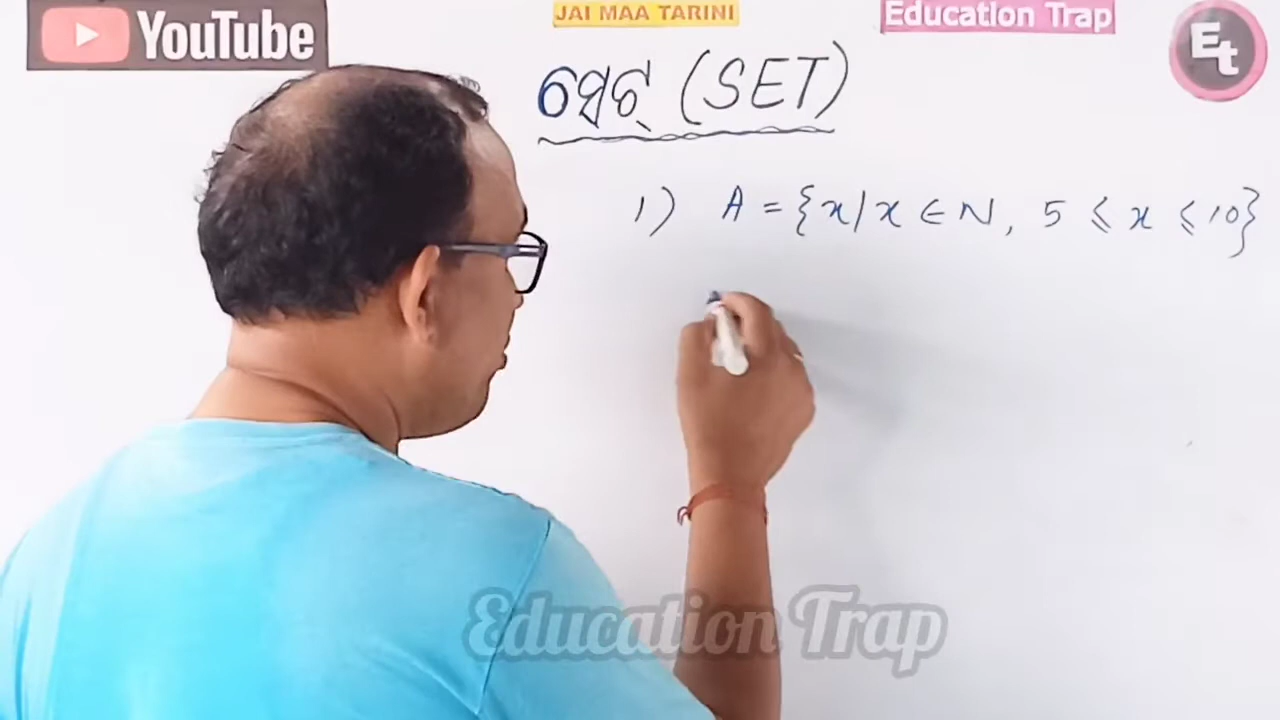 YouTube
JAI MAA TARINI
Education Trap
Et
ସେଟ୍ (SET)
1) A = {x/x ∈ N, 5 ⩽ x ⩽ 10}
Education Trap